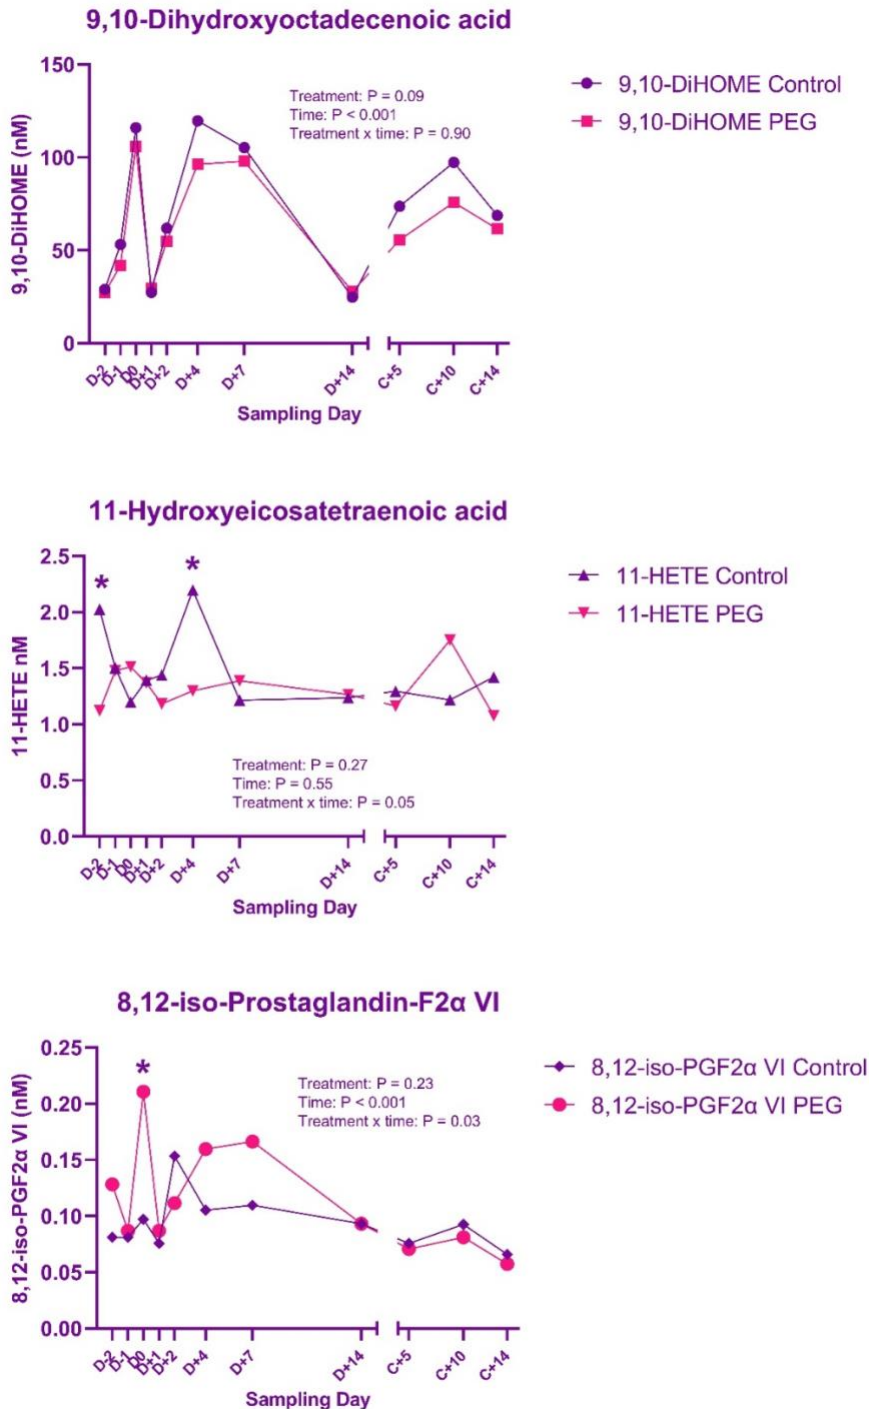 9,10-Dihydroxyoctadecenoic acid
9,10-DiHOME (nM)
150
100
50
0
Treatment: P = 0.09
Time: P < 0.001
Treatment x time: P = 0.90
9,10-DiHOME Control
9,10-DiHOME PEG
D-2 D-1 D0 D+1 D+2 D+4 D+7 D+14 C+5 C+10 C+14
Sampling Day
11-Hydroxyeicosatetraenoic acid
11-HETE nM
2.5
2.0
1.5
1.0
0.5
0.0
* *
Treatment: P = 0.27
Time: P = 0.55
Treatment x time: P = 0.05
11-HETE Control
11-HETE PEG
D-2 D-1 D0 D+1 D+2 D+4 D+7 D+14 C+5 C+10 C+14
Sampling Day
8,12-iso-Prostaglandin-F2α VI
8,12-iso-PGF2α VI (nM)
0.25
0.20
0.15
0.10
0.05
0.00
*
Treatment: P = 0.23
Time: P < 0.001
Treatment x time: P = 0.03
8,12-iso-PGF2α VI Control
8,12-iso-PGF2α VI PEG
D-2 D-1 D0 D+1 D+2 D+4 D+7 D+14 C+5 C+10 C+14
Sampling Day